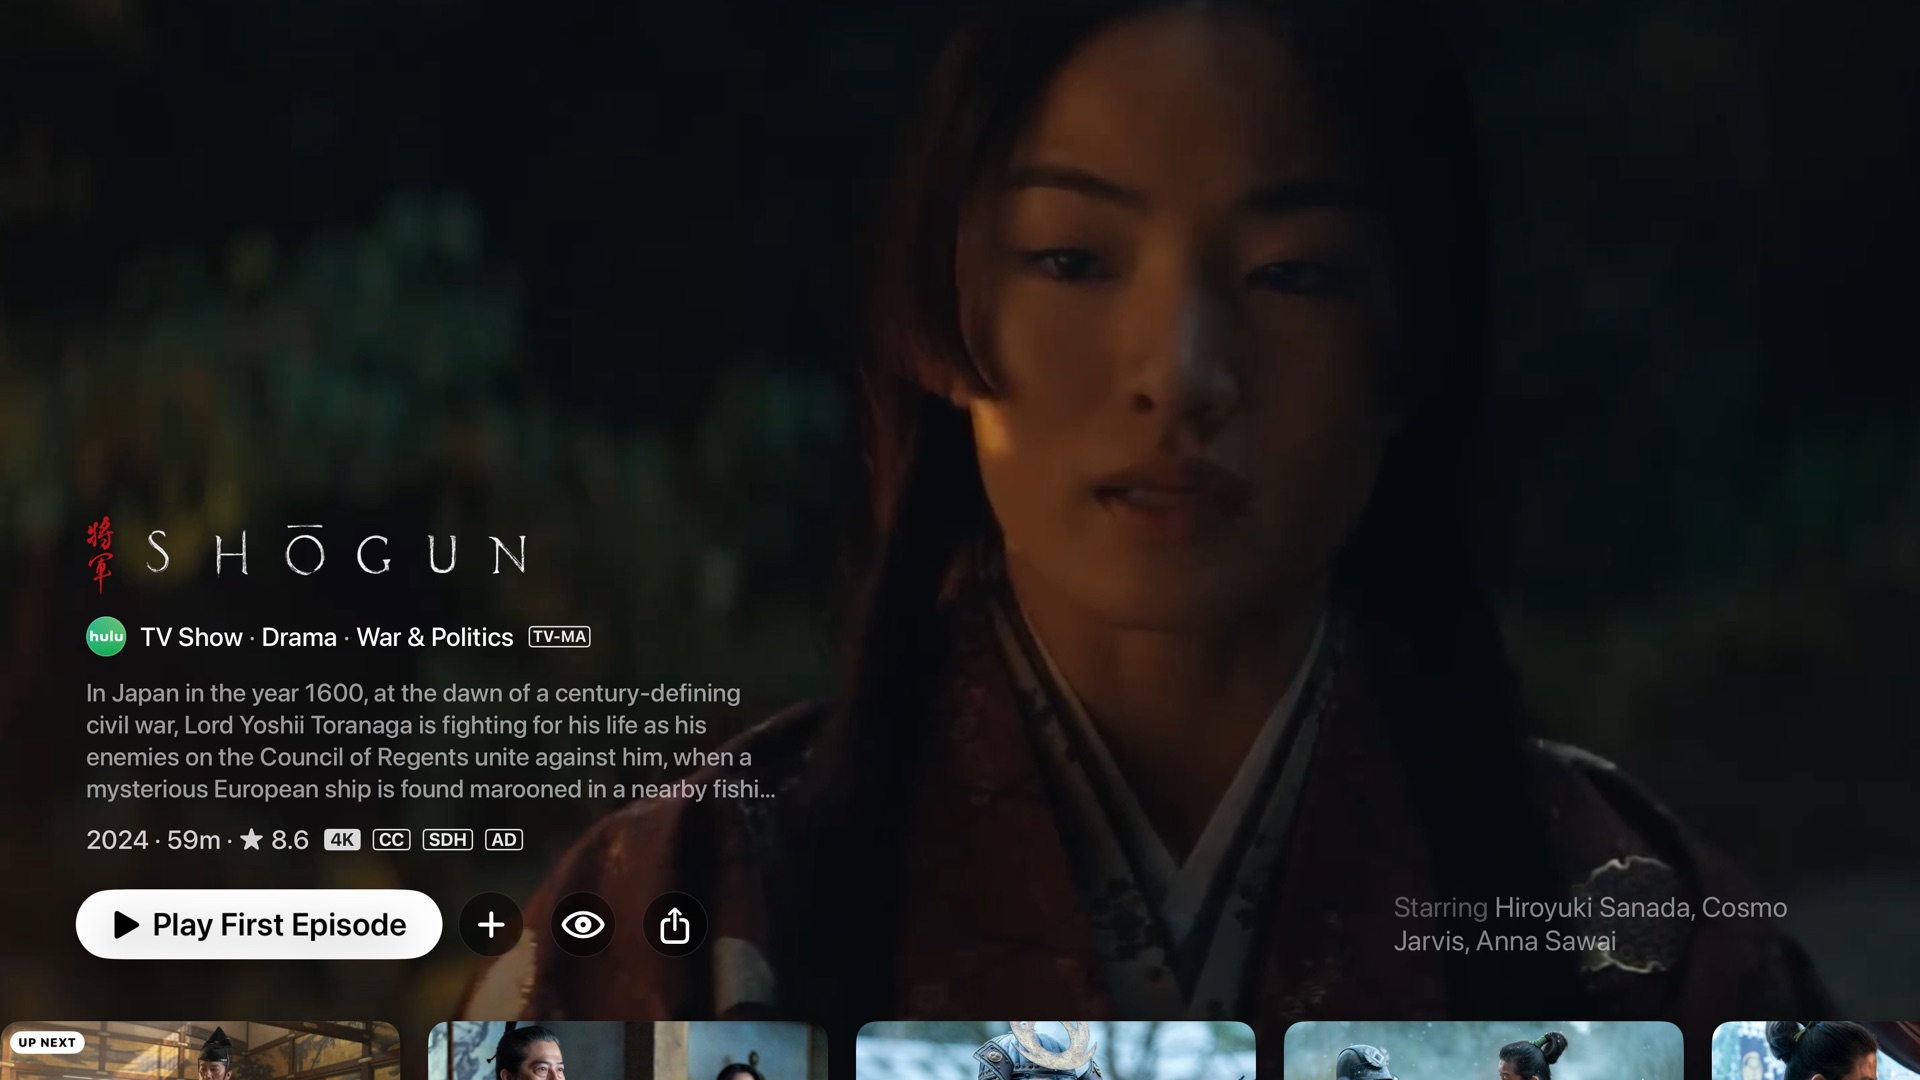 將軍 SHŌGUN
hulu TV Show · Drama · War & Politics TV-MA
In Japan in the year 1600, at the dawn of a century-defining
civil war, Lord Yoshii Toranaga is fighting for his life as his
enemies on the Council of Regents unite against him, when a
mysterious European ship is found marooned in a nearby fishi...
2024 · 59m · ★ 8.6 4K CC SDH AD
Play First Episode
Starring Hiroyuki Sanada, Cosmo
Jarvis, Anna Sawai
UP NEXT